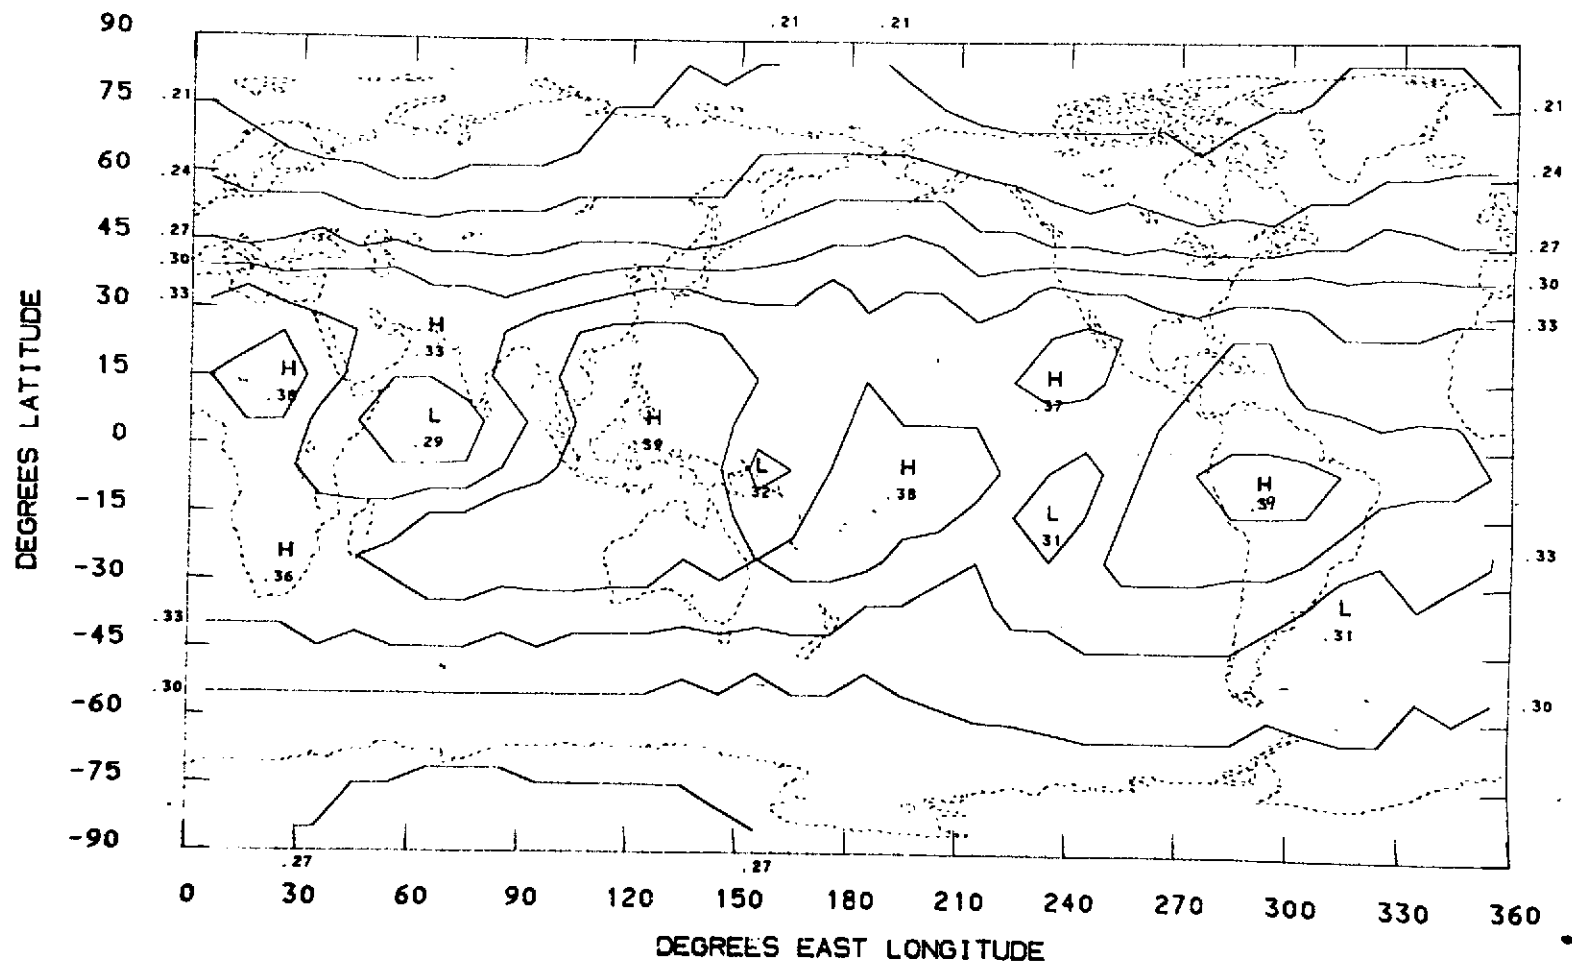 .21 .21
90
75 .21 .21
60
.24 .24
45 .27 .27
.30 .30
30 .33 .33
H
.33
15 H
.38
H
.37
L
.29
H
.39
0
L
.32
H
.38
H
.39
-15
L
.31
-30 H
.36
.33
L
.31
-45 .33
-60 .30 .30
-75
-90
.27 .27
0 30 60 90 120 150 180 210 240 270 300 330 360
DEGREES EAST LONGITUDE
DEGREES LATITUDE